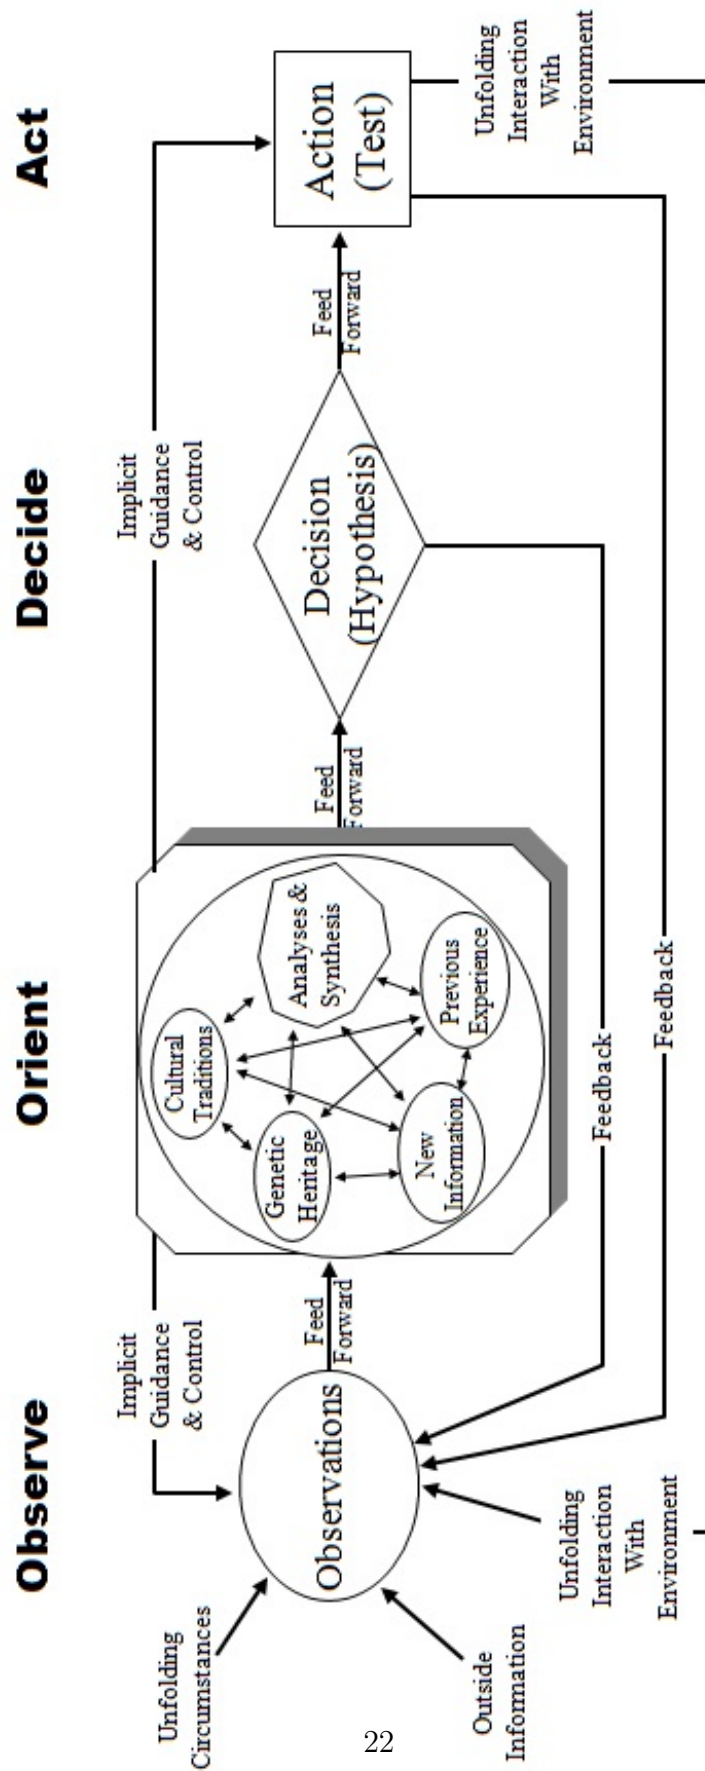 Observe
Orient
Decide
Act
Implicit
Guidance
& Control
Implicit
Guidance
& Control
Unfolding
Circumstances
Observations
Outside
Information
Unfolding
Interaction
With
Environment
Feed
Forward
Cultural
Traditions
Genetic
Heritage
Analyses &
Synthesis
New
Information
Previous
Experience
Feed
Forward
Decision
(Hypothesis)
Feed
Forward
Action
(Test)
Feedback
Feedback
Unfolding
Interaction
With
Environment
22